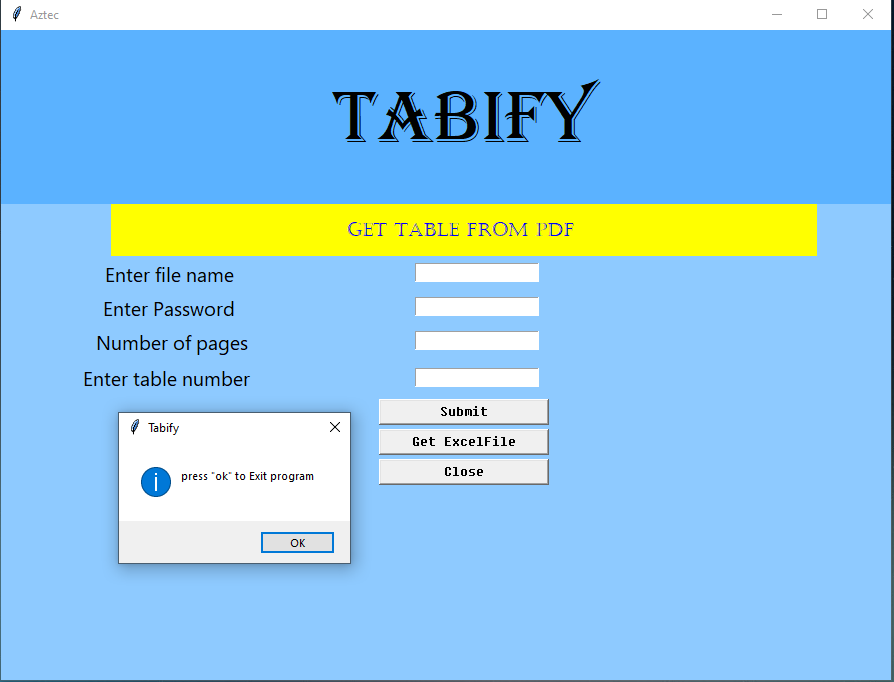 Aztec
TABIFY
GET TABLE FROM PDF
Enter file name
Enter Password
Number of pages
Enter table number
Submit
Get ExcelFile
Close
Tabify
press "ok" to Exit program
OK